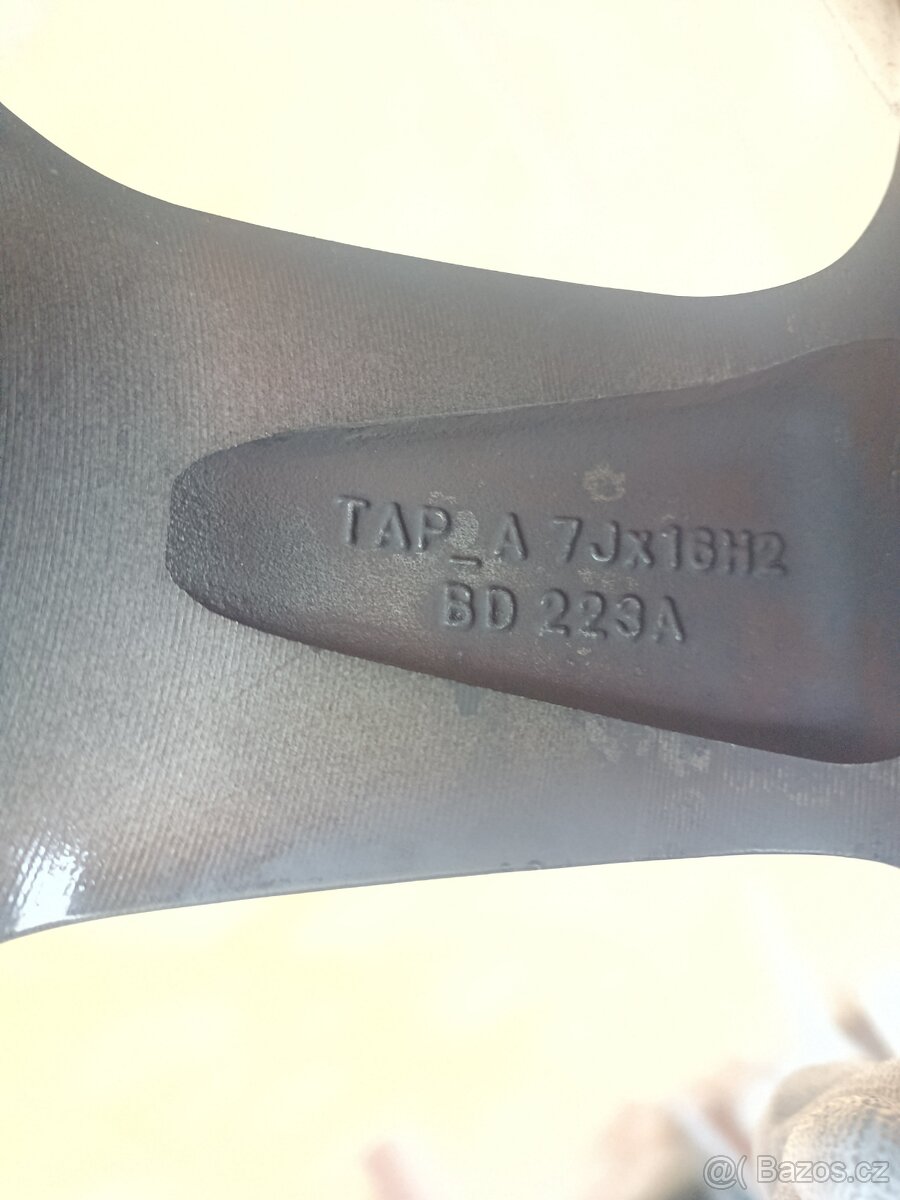 TAP_A 7Jx16H2
BD 223A
@( Bazos.cz